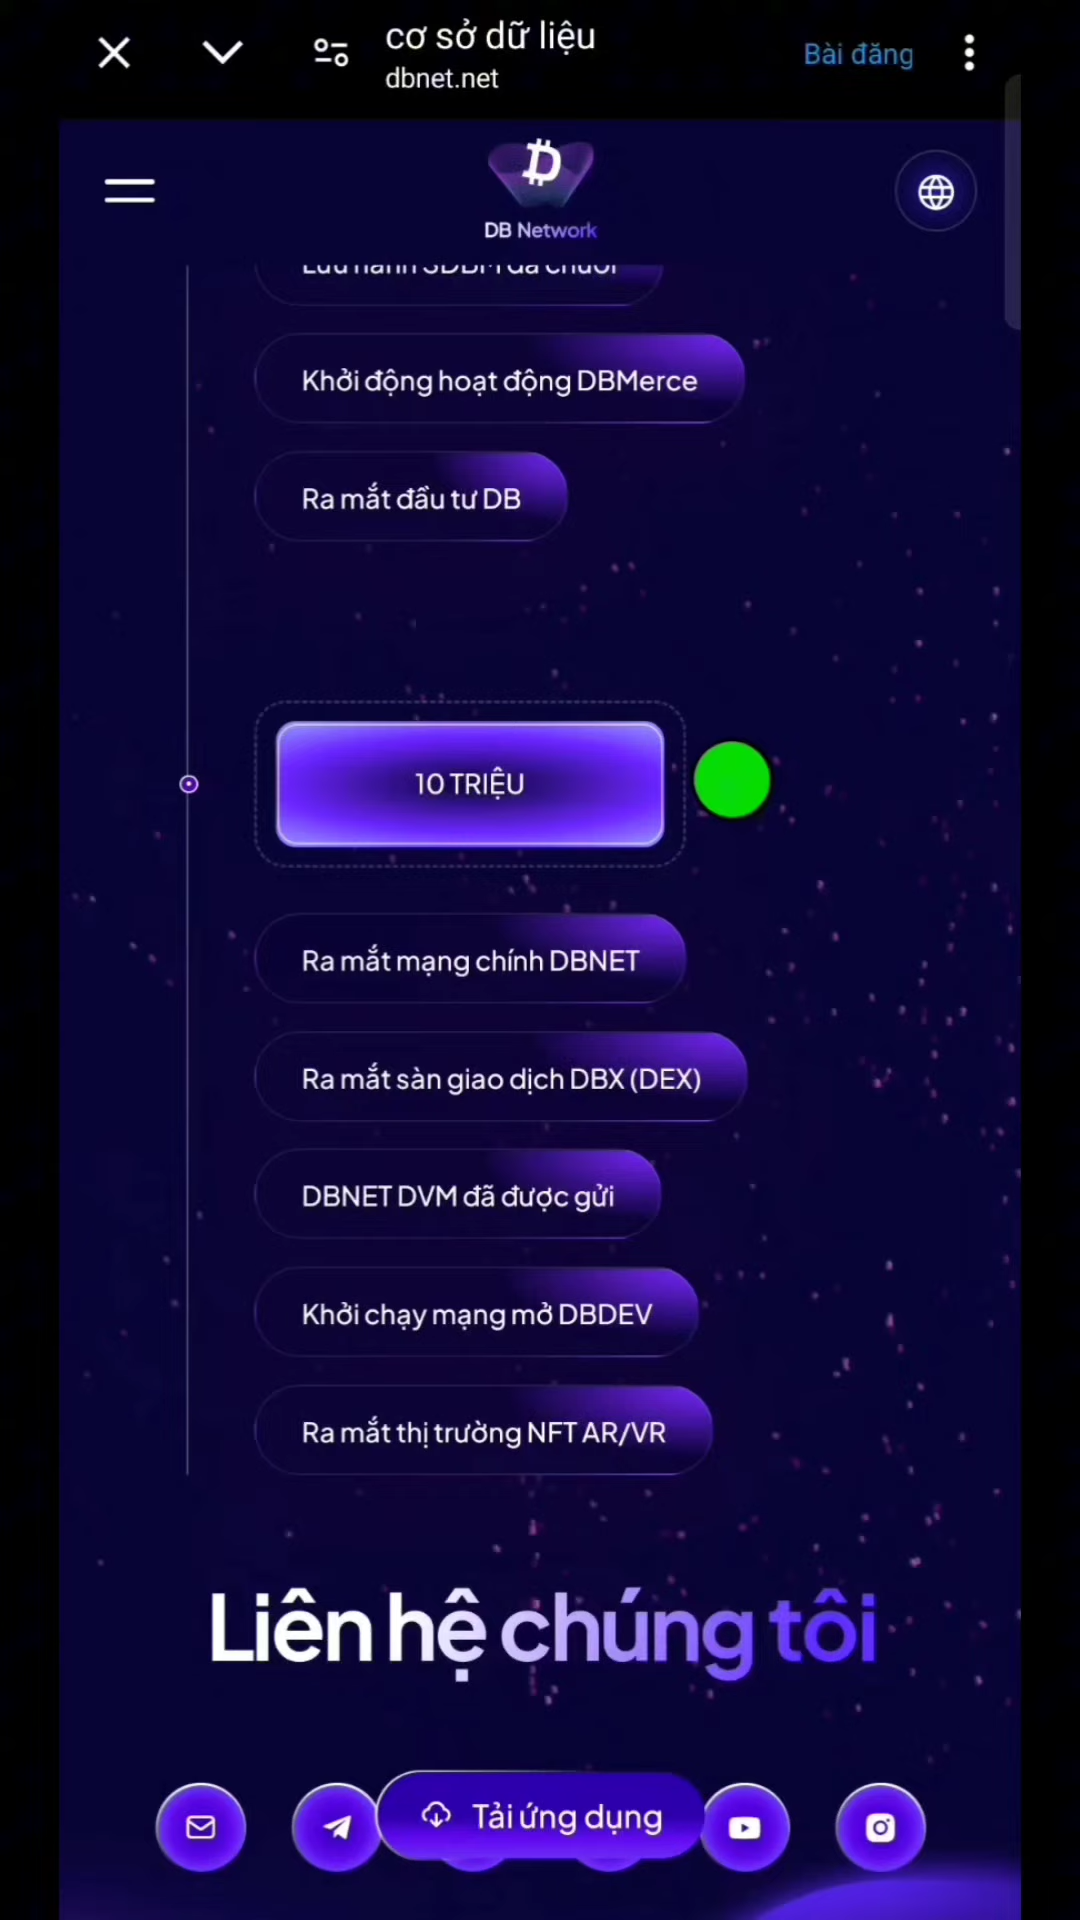 cơ sở dữ liệu
dbnet.net
Bài đăng
DB Network
Khởi động hoạt động DBMerce
Ra mắt đầu tư DB
10 TRIỆU
Ra mắt mạng chính DBNET
Ra mắt sàn giao dịch DBX (DEX)
DBNET DVM đã được gửi
Khởi chạy mạng mở DBDEV
Ra mắt thị trường NFT AR/VR
Liên hệ chúng tôi
Tải ứng dụng